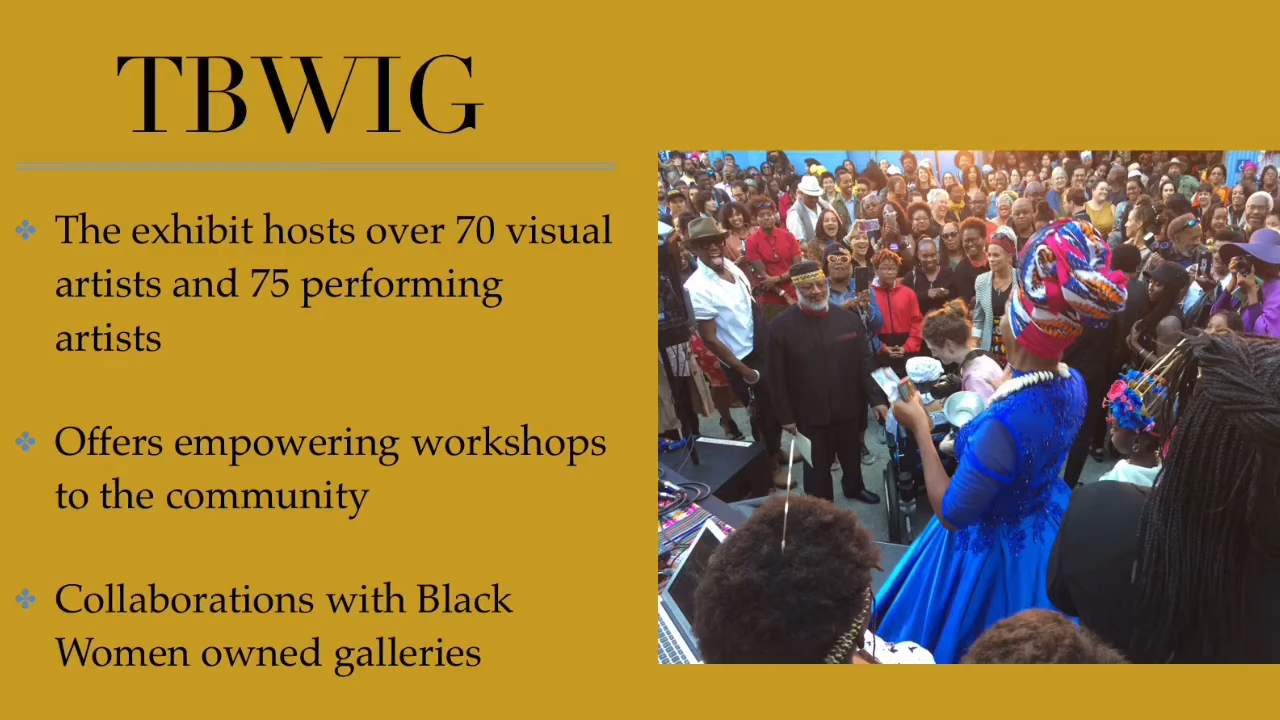 TBWIG
The exhibit hosts over 70 visual
artists and 75 performing
artists
Offers empowering workshops
to the community
Collaborations with Black
Women owned galleries